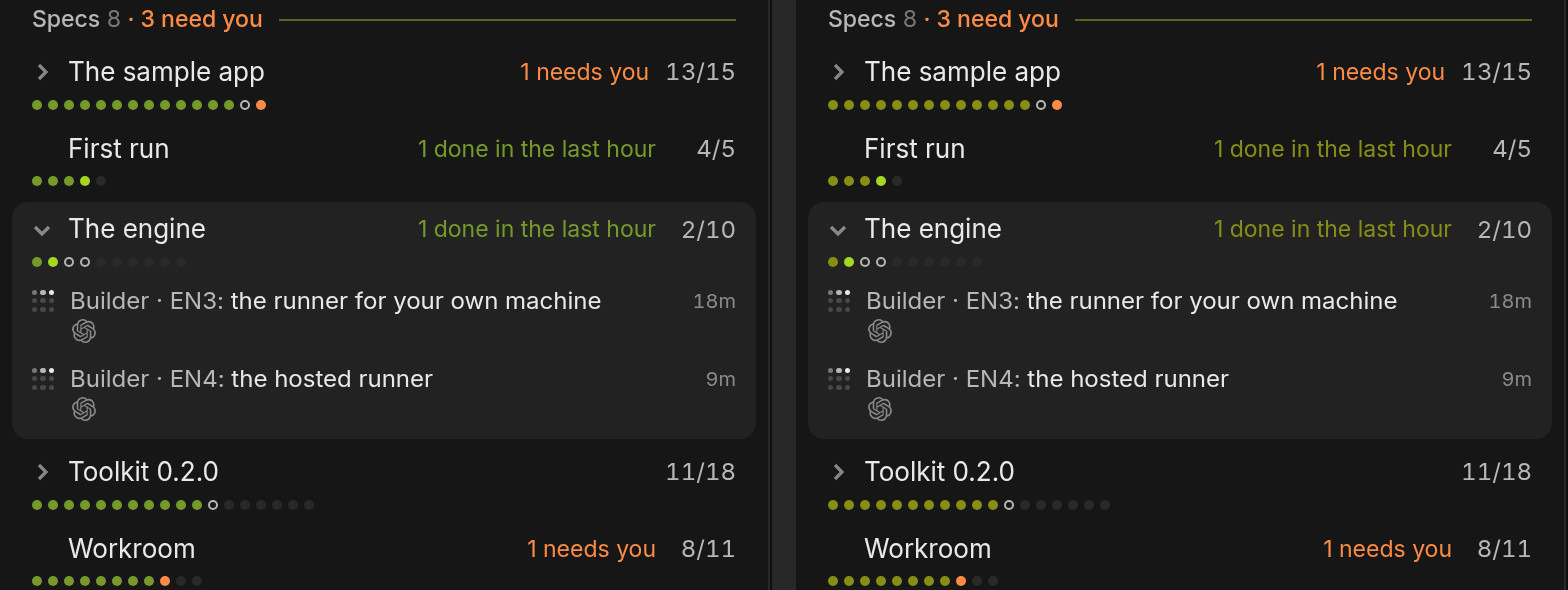 Specs 8 · 3 need you
The sample app 1 needs you 13/15
First run 1 done in the last hour 4/5
The engine 1 done in the last hour 2/10
Builder · EN3: the runner for your own machine 18m
Builder · EN4: the hosted runner 9m
Toolkit 0.2.0 11/18
Workroom 1 needs you 8/11
Specs 8 · 3 need you
The sample app 1 needs you 13/15
First run 1 done in the last hour 4/5
The engine 1 done in the last hour 2/10
Builder · EN3: the runner for your own machine 18m
Builder · EN4: the hosted runner 9m
Toolkit 0.2.0 11/18
Workroom 1 needs you 8/11